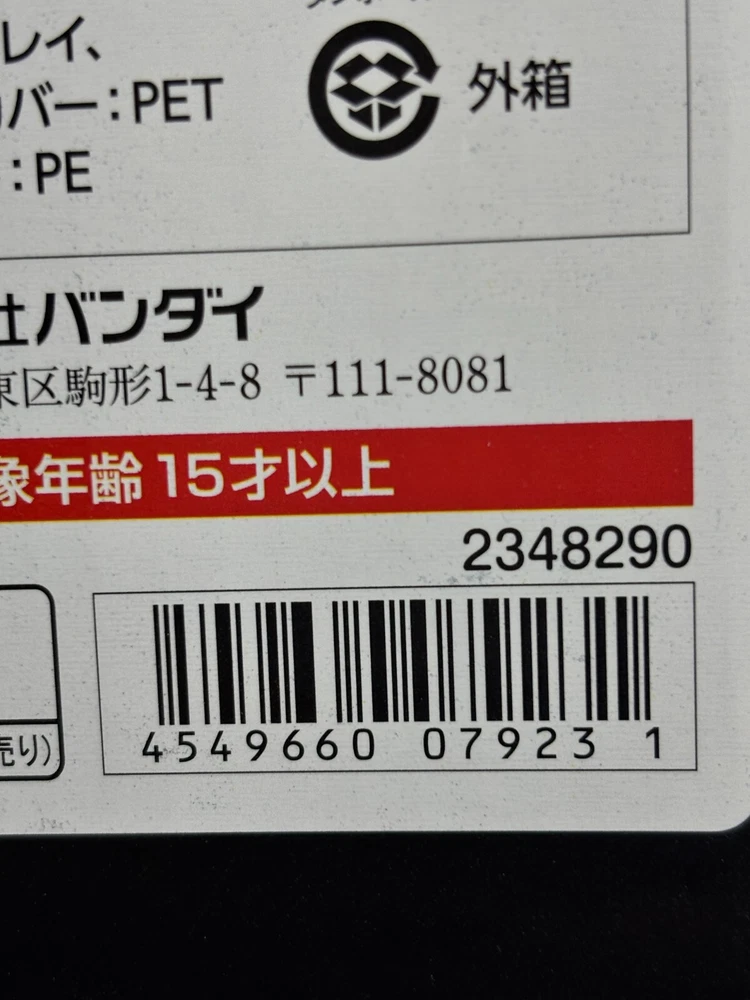 レイ、
バー：PET
：PE
外箱
社バンダイ
東区駒形1-4-8 〒111-8081
象年齢 15才以上
2348290
売り)
4549660 07923 1